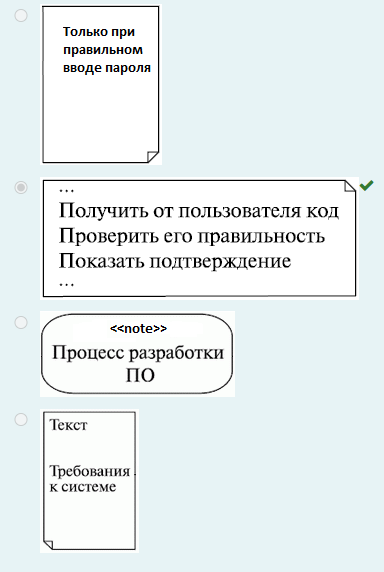 Только при
правильном
вводе пароля
...
Получить от пользователя код
Проверить его правильность
Показать подтверждение
...
<<note>>
Процесс разработки
ПО
Текст
Требования
к системе